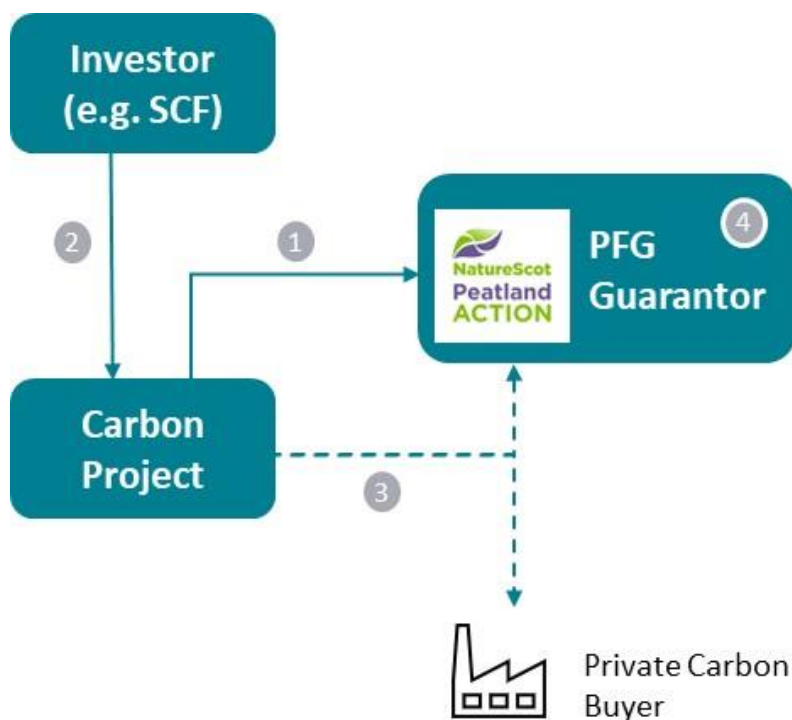 Investor
(e.g. SCF)
2
1
4
NatureScot
Peatland
ACTION
PFG
Guarantor
Carbon
Project
3
Private Carbon
Buyer